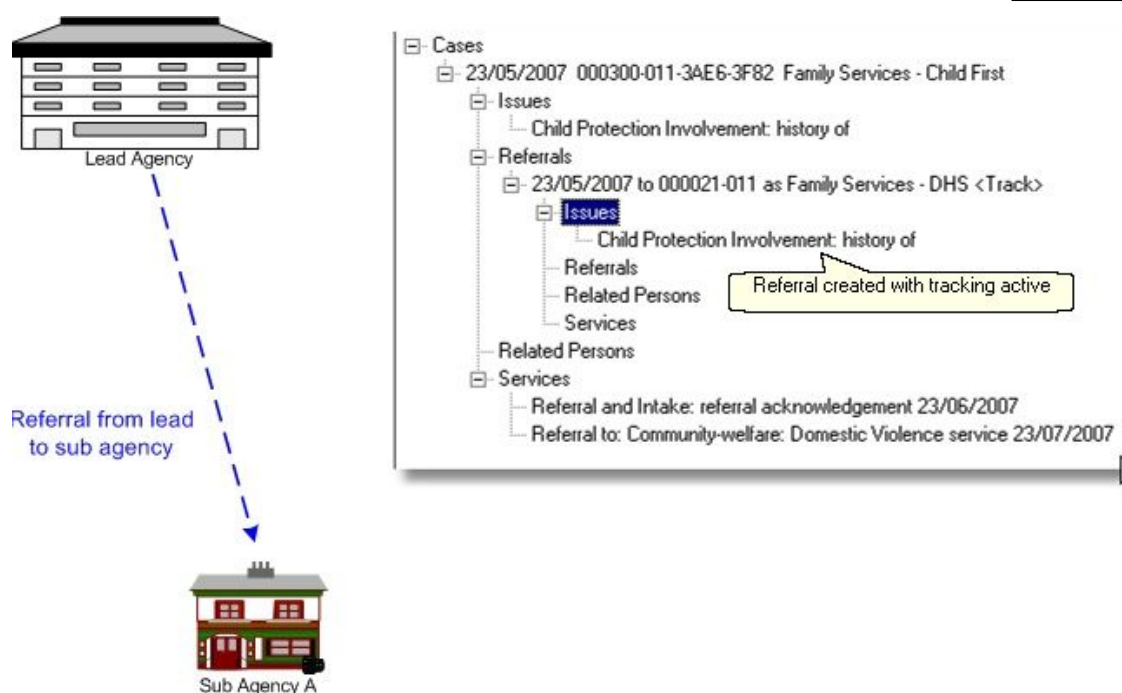 Lead Agency
Referral from lead
to sub agency
Sub Agency A
Cases
23/05/2007 000300-011-3AE6-3F82 Family Services - Child First
Issues
Child Protection Involvement: history of
Referrals
23/05/2007 to 000021-011 as Family Services - DHS <Track>
Issues
Child Protection Involvement: history of
Referrals
Referral created with tracking active
Related Persons
Services
Related Persons
Services
Referral and Intake: referral acknowledgement 23/06/2007
Referral to: Community-welfare: Domestic Violence service 23/07/2007